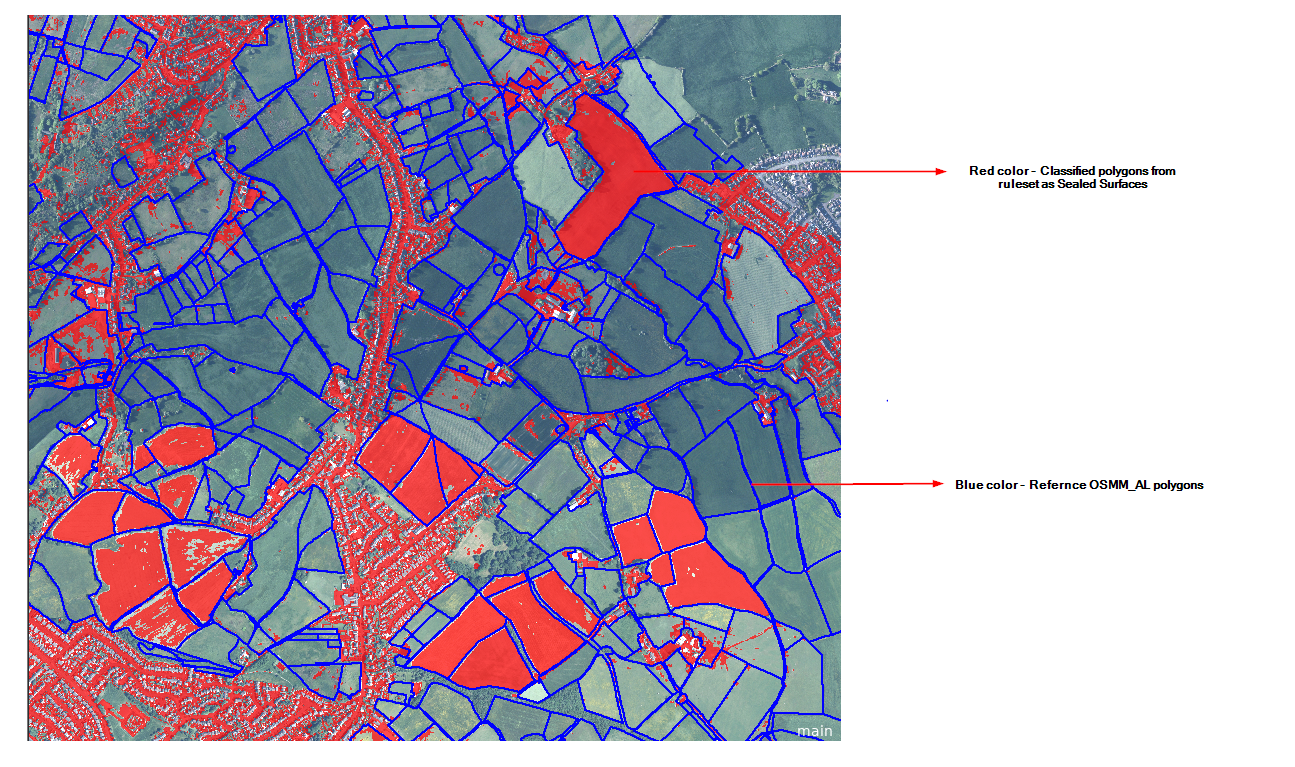 Red color - Classified polygons from
ruleset as Sealed Surfaces
Blue color - Refernce OSMM_AL polygons
main